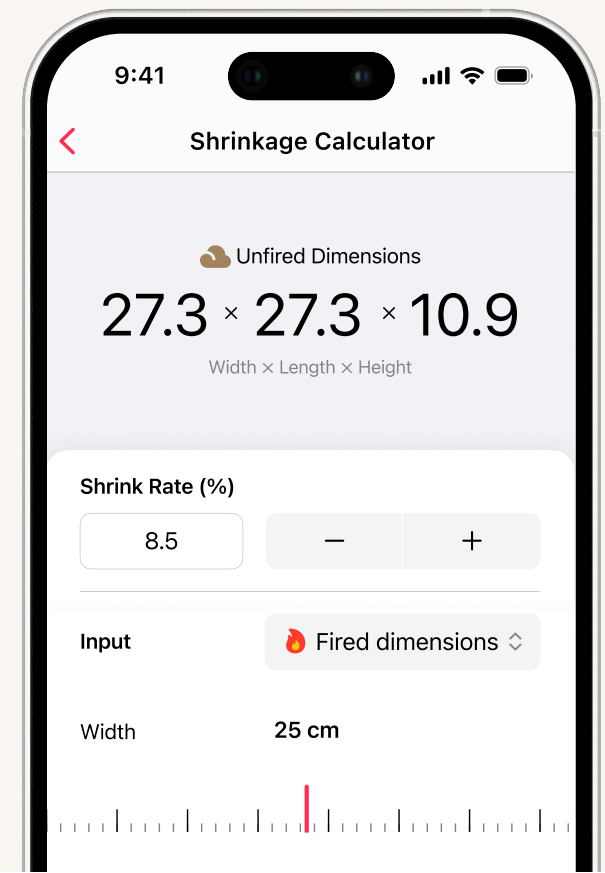 9:41
Shrinkage Calculator
Unfired Dimensions
27.3 × 27.3 × 10.9
Width × Length × Height
Shrink Rate (%)
8.5 − +
Input Fired dimensions
Width 25 cm